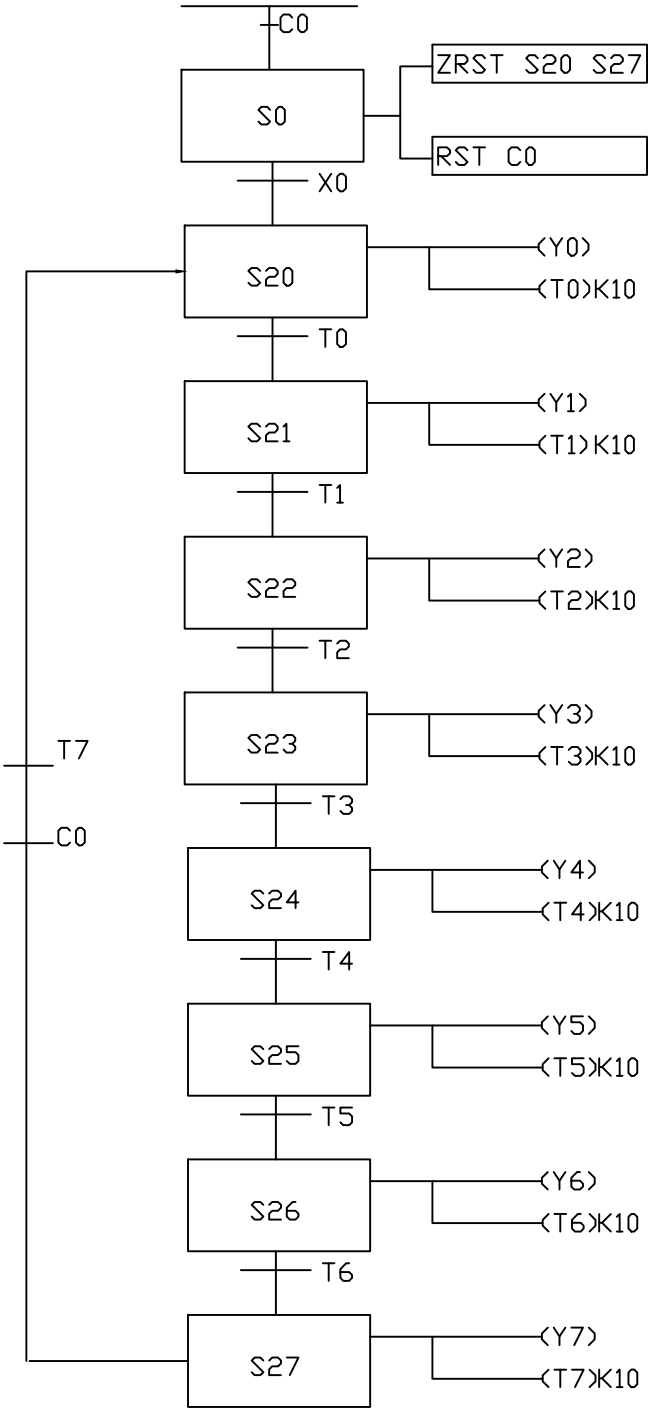 C0
ZRST S20 S27
S0
RST C0
X0
S20
(Y0)
(T0)K10
T0
S21
(Y1)
(T1)K10
T1
S22
(Y2)
(T2)K10
T2
S23
(Y3)
(T3)K10
T7
T3
C0
S24
(Y4)
(T4)K10
T4
S25
(Y5)
(T5)K10
T5
S26
(Y6)
(T6)K10
T6
S27
(Y7)
(T7)K10